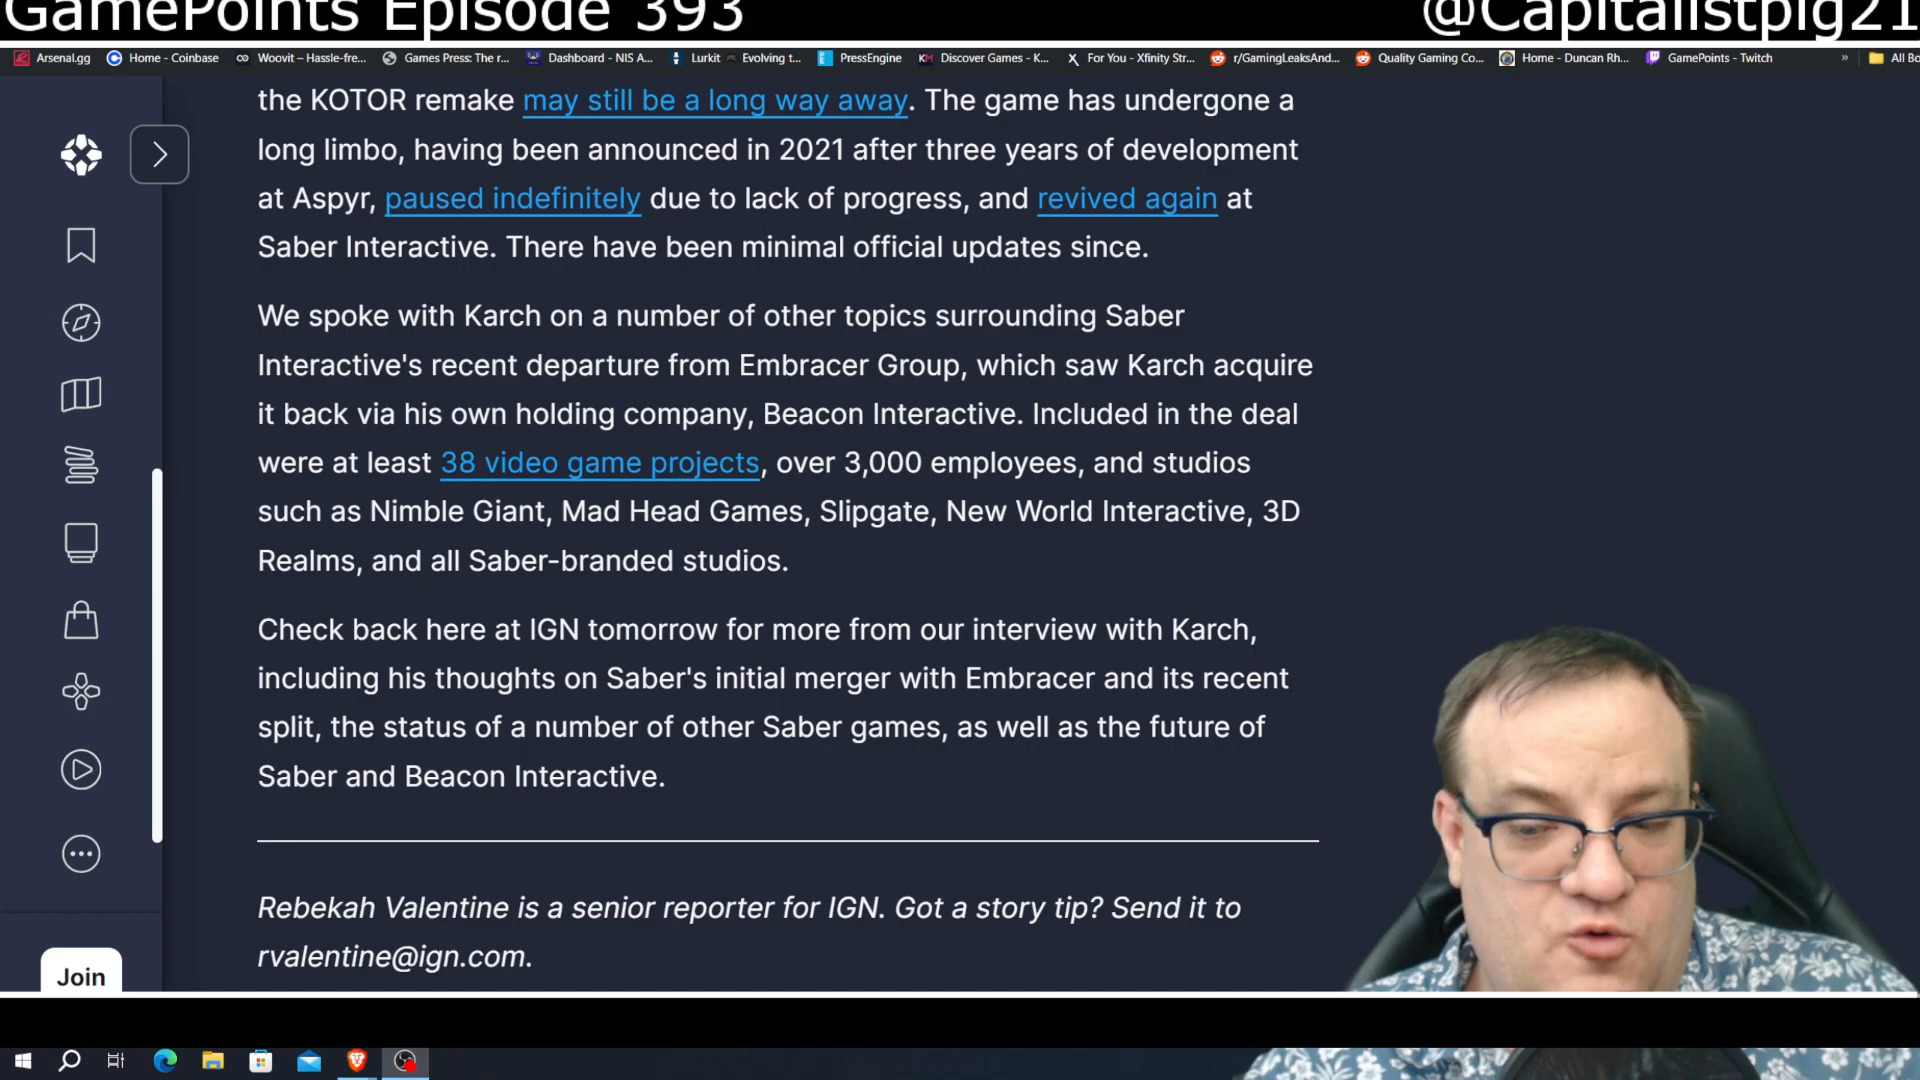 GamePoints Episode 393
@Capitalistpig21
Arsenal.gg
Home - Coinbase
Woovit – Hassle-fre...
Games Press: The r...
Dashboard - NIS A...
Lurkit
Evolving t...
PressEngine
Discover Games - K...
For You - Xfinity Str...
r/GamingLeaksAnd...
Quality Gaming Co...
Home - Duncan Rh...
GamePoints - Twitch
»
All Bo
the KOTOR remake may still be a long way away. The game has undergone a
long limbo, having been announced in 2021 after three years of development
at Aspyr, paused indefinitely due to lack of progress, and revived again at
Saber Interactive. There have been minimal official updates since.
We spoke with Karch on a number of other topics surrounding Saber
Interactive's recent departure from Embracer Group, which saw Karch acquire
it back via his own holding company, Beacon Interactive. Included in the deal
were at least 38 video game projects, over 3,000 employees, and studios
such as Nimble Giant, Mad Head Games, Slipgate, New World Interactive, 3D
Realms, and all Saber-branded studios.
Check back here at IGN tomorrow for more from our interview with Karch,
including his thoughts on Saber's initial merger with Embracer and its recent
split, the status of a number of other Saber games, as well as the future of
Saber and Beacon Interactive.
Rebekah Valentine is a senior reporter for IGN. Got a story tip? Send it to
rvalentine@ign.com.
Join